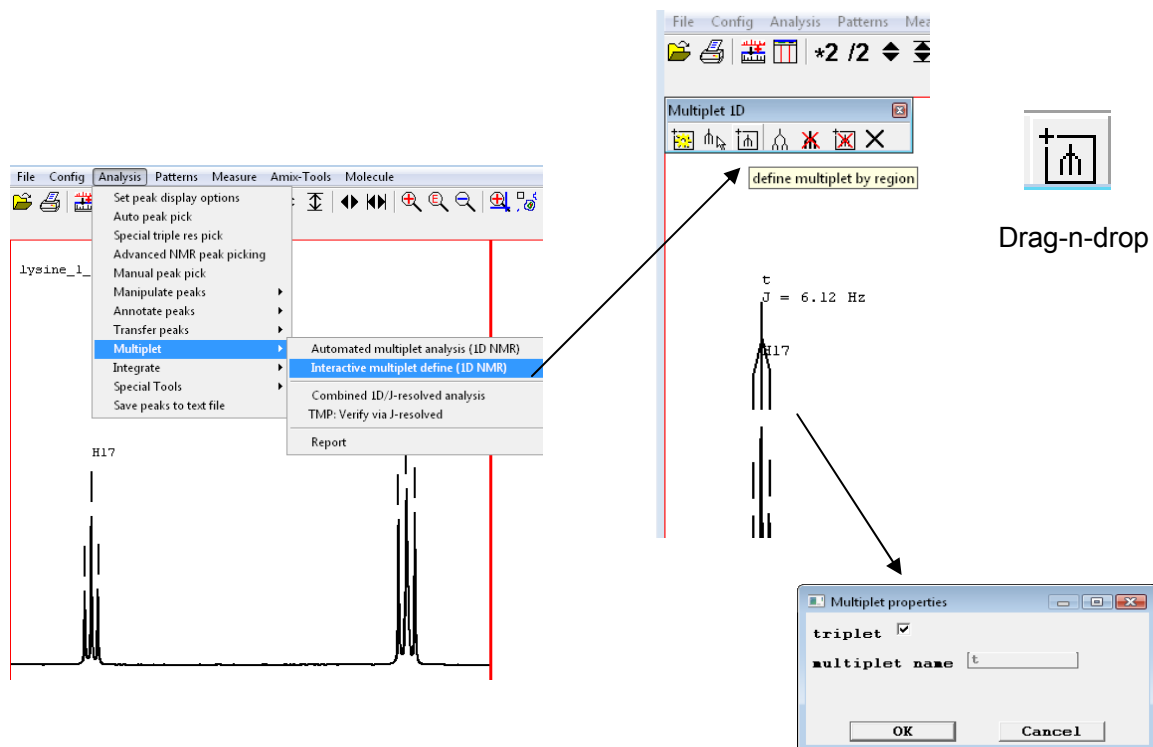 File Config Analysis Patterns Measure Amix-Tools Molecule
Set peak display options
Auto peak pick
Special triple res pick
Advanced NMR peak picking
Manual peak pick
Manipulate peaks
Annotate peaks
Transfer peaks
Multiplet
Integrate
Special Tools
Save peaks to text file
Automated multiplet analysis (1D NMR)
Interactive multiplet define (1D NMR)
Combined 1D/J-resolved analysis
TMP: Verify via J-resolved
Report
lysine_1_
H17
File Config Analysis Patterns Mea
*2 /2
Multiplet 1D
define multiplet by region
t
J = 6.12 Hz
H17
Drag-n-drop
Multiplet properties
triplet
multiplet name t
OK Cancel